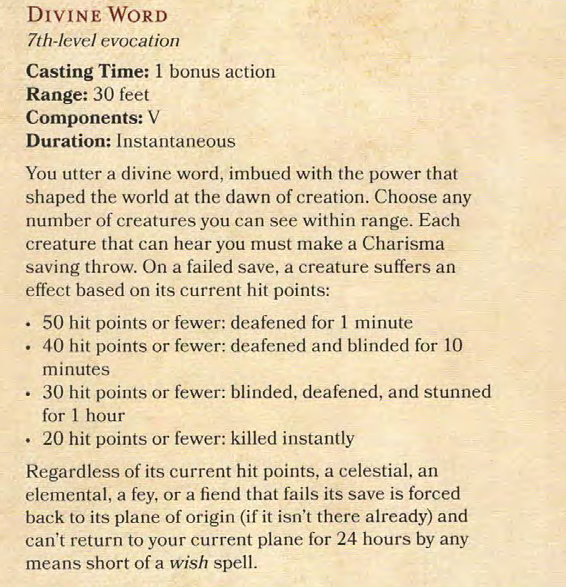 DIVINE WORD
7th-level evocation
Casting Time: 1 bonus action
Range: 30 feet
Components: V
Duration: Instantaneous
You utter a divine word, imbued with the power that
shaped the world at the dawn of creation. Choose any
number of creatures you can see within range. Each
creature that can hear you must make a Charisma
saving throw. On a failed save, a creature suffers an
effect based on its current hit points:
• 50 hit points or fewer: deafened for 1 minute
• 40 hit points or fewer: deafened and blinded for 10
minutes
• 30 hit points or fewer: blinded, deafened, and stunned
for 1 hour
• 20 hit points or fewer: killed instantly
Regardless of its current hit points, a celestial, an
elemental, a fey, or a fiend that fails its save is forced
back to its plane of origin (if it isn't there already) and
can't return to your current plane for 24 hours by any
means short of a wish spell.